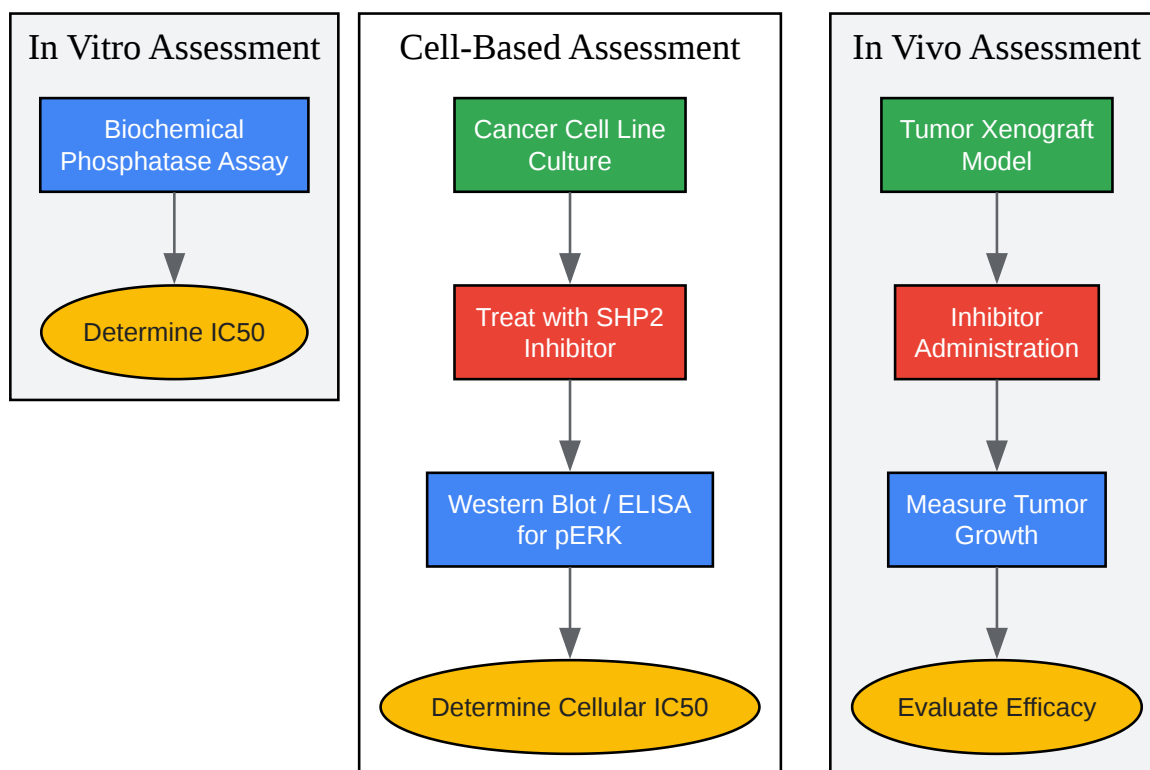 In Vitro Assessment
Biochemical
Phosphatase Assay
Determine IC50
Cell-Based Assessment
Cancer Cell Line
Culture
Treat with SHP2
Inhibitor
Western Blot / ELISA
for pERK
Determine Cellular IC50
In Vivo Assessment
Tumor Xenograft
Model
Inhibitor
Administration
Measure Tumor
Growth
Evaluate Efficacy